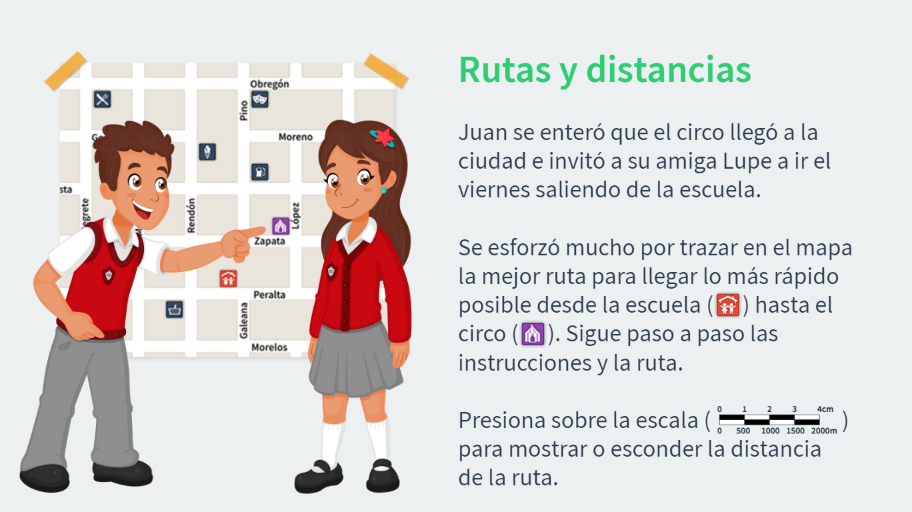 Rutas y distancias
Juan se enteró que el circo llegó a la
ciudad e invitó a su amiga Lupe a ir el
viernes saliendo de la escuela.
Se esforzó mucho por trazar en el mapa
la mejor ruta para llegar lo más rápido
posible desde la escuela ( ) hasta el
circo ( ). Sigue paso a paso las
instrucciones y la ruta.
Presiona sobre la escala ( 0 1 2 3 4cm
0 500 1000 1500 2000m )
para mostrar o esconder la distancia
de la ruta.
Obregón
Pino
Moreno
sta
egrete
Rendón
López
Zapata
Peralta
Galeana
Morelos